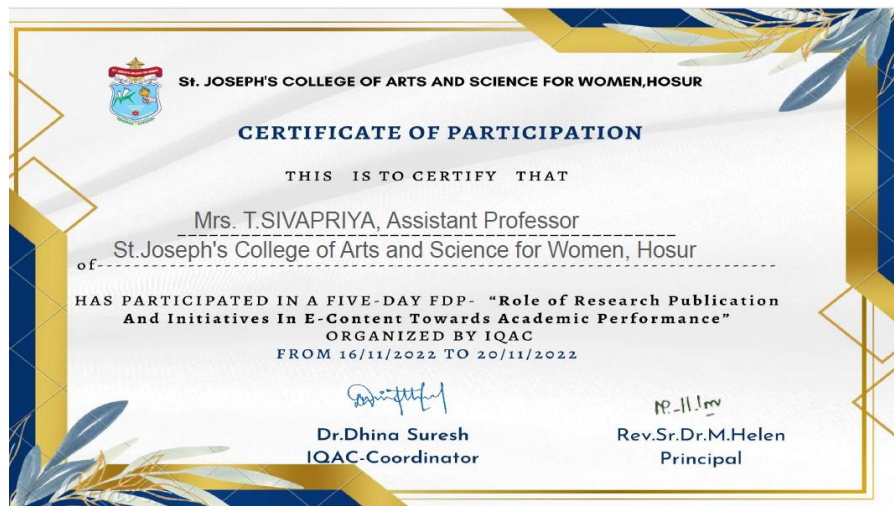 St. JOSEPH'S COLLEGE OF ARTS AND SCIENCE FOR WOMEN,HOSUR
CERTIFICATE OF PARTICIPATION
THIS IS TO CERTIFY THAT
Mrs. T.SIVAPRIYA, Assistant Professor
of St.Joseph's College of Arts and Science for Women, Hosur
HAS PARTICIPATED IN A FIVE-DAY FDP- “Role of Research Publication
And Initiatives In E-Content Towards Academic Performance”
ORGANIZED BY IQAC
FROM 16/11/2022 TO 20/11/2022
Dr.Dhina Suresh
IQAC-Coordinator
Rev.Sr.Dr.M.Helen
Principal